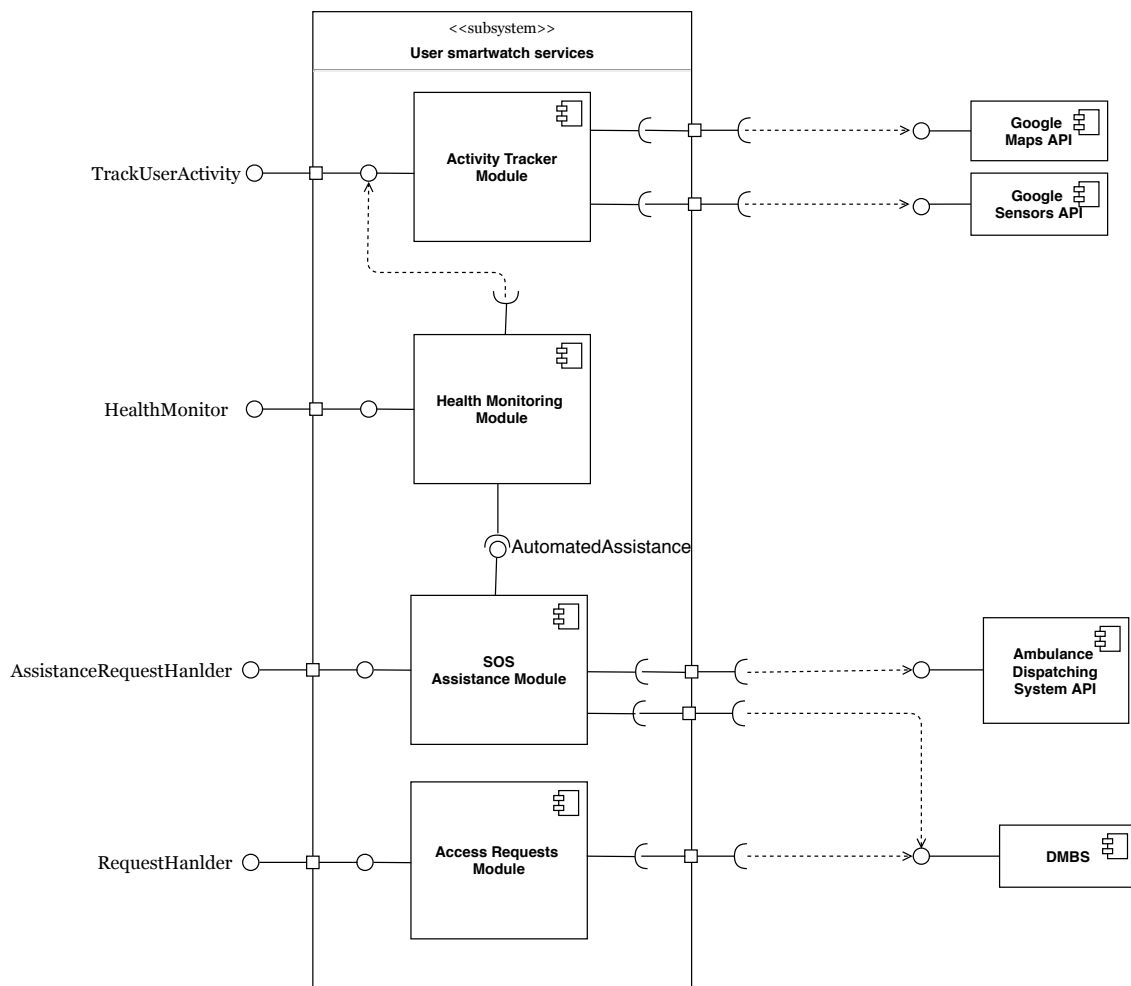 <<subsystem>>
User smartwatch services
Activity Tracker
Module
Google
Maps API
TrackUserActivity
Google
Sensors API
Health Monitoring
Module
HealthMonitor
AutomatedAssistance
SOS
Assistance Module
AssistanceRequestHanlder
Ambulance
Dispatching
System API
Access Requests
Module
RequestHanlder
DMBS